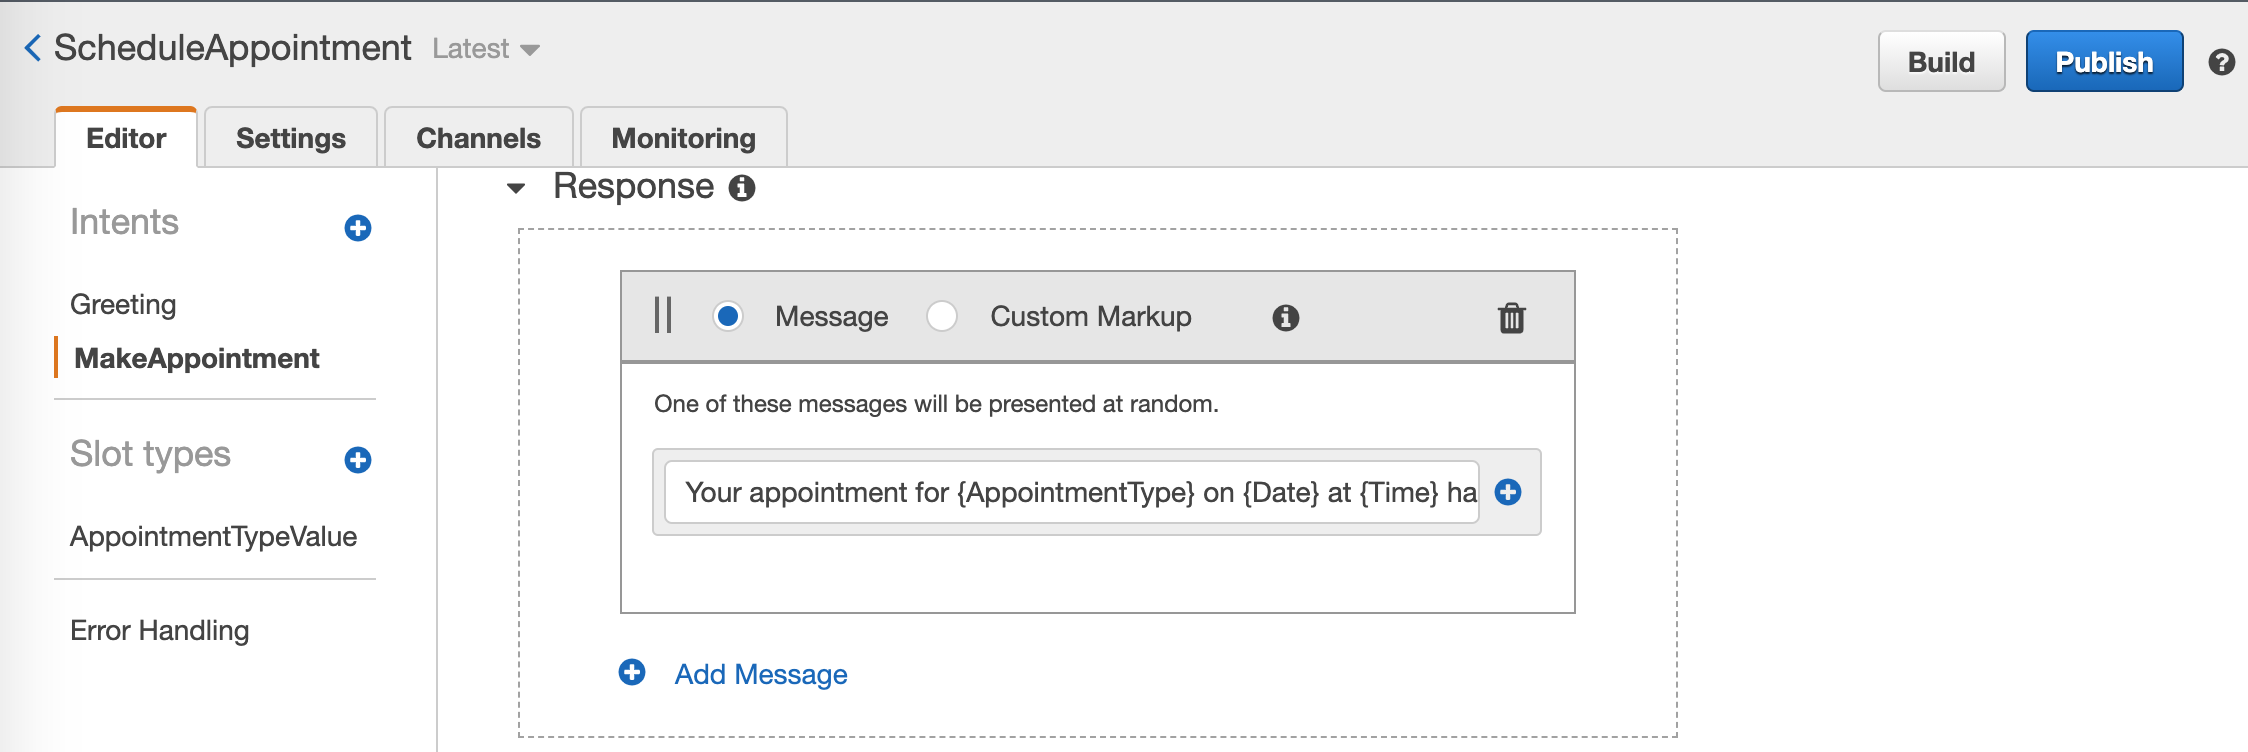 ScheduleAppointment Latest
Build
Publish
Editor
Settings
Channels
Monitoring
Intents
Greeting
MakeAppointment
Slot types
AppointmentTypeValue
Error Handling
Response
Message
Custom Markup
One of these messages will be presented at random.
Your appointment for {AppointmentType} on {Date} at {Time} ha
Add Message